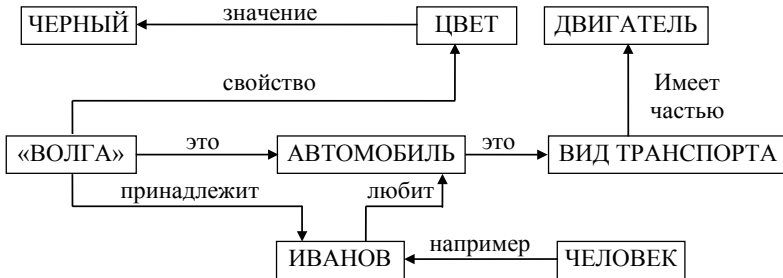 ЧЕРНЫЙ значение ЦВЕТ ДВИГАТЕЛЬ
свойство Имеет
частью
«ВОЛГА» это АВТОМОБИЛЬ это ВИД ТРАНСПОРТА
принадлежит любит
ИВАНОВ например ЧЕЛОВЕК